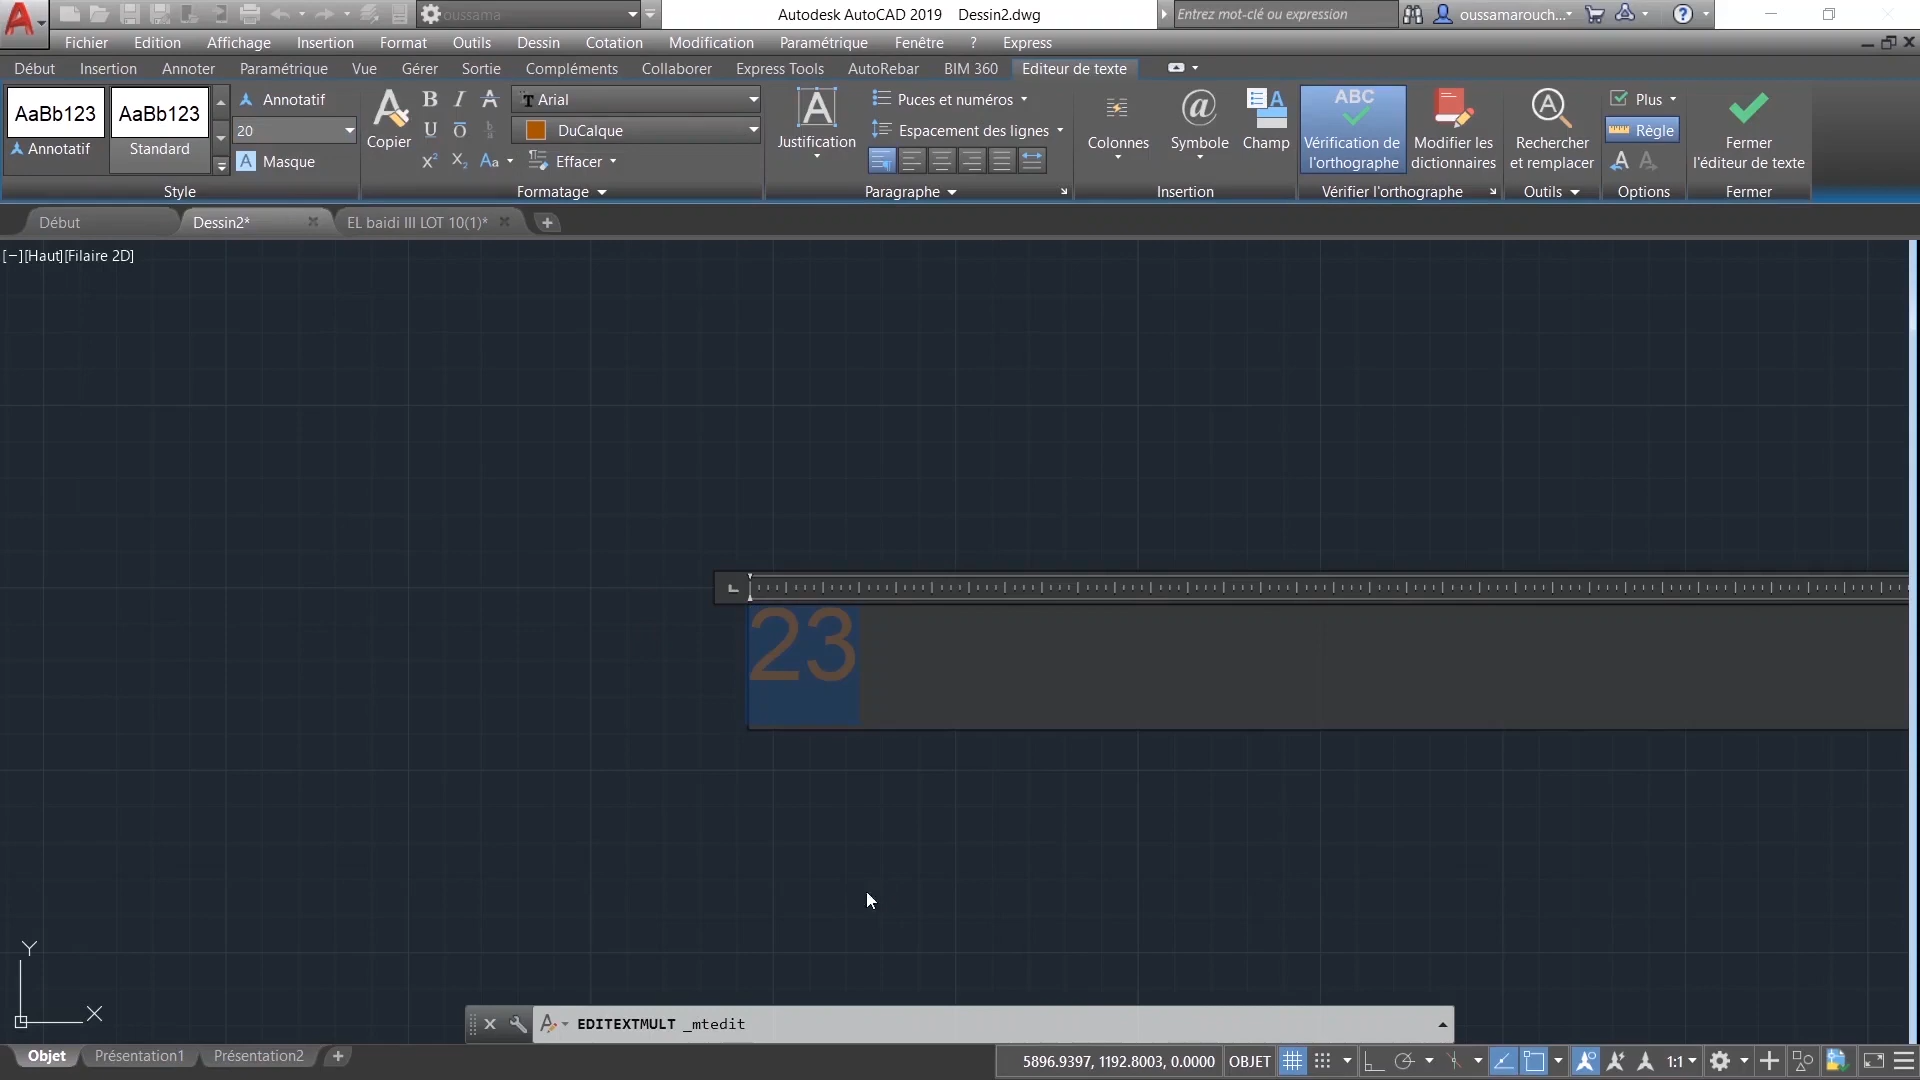 oussama
Autodesk AutoCAD 2019 Dessin2.dwg
Entrez mot-clé ou expression
oussamarouch...
Fichier Edition Affichage Insertion Format Outils Dessin Cotation Modification Paramétrique Fenêtre ? Express
Début Insertion Annoter Paramétrique Vue Gérer Sortie Compléments Collaborer Express Tools AutoRebar BIM 360 Editeur de texte
AaBb123 AaBb123 Annotatif
Annotatif Standard 20
Masque
Copier
Arial
DuCalque
Effacer
Justification
Puces et numéros
Espacement des lignes
Colonnes Symbole Champ
ABC
Vérification de l'orthographe
Modifier les dictionnaires
Rechercher et remplacer
Plus
Règle
Fermer l'éditeur de texte
Style Formatage Paragraphe Insertion Vérifier l'orthographe Outils Options Fermer
Début Dessin2* EL baidi III LOT 10(1)*
[−][Haut][Filaire 2D]
23
Y
X
EDITEXTMULT _mtedit
Objet Présentation1 Présentation2
5896.9397, 1192.8003, 0.0000 OBJET 1:1